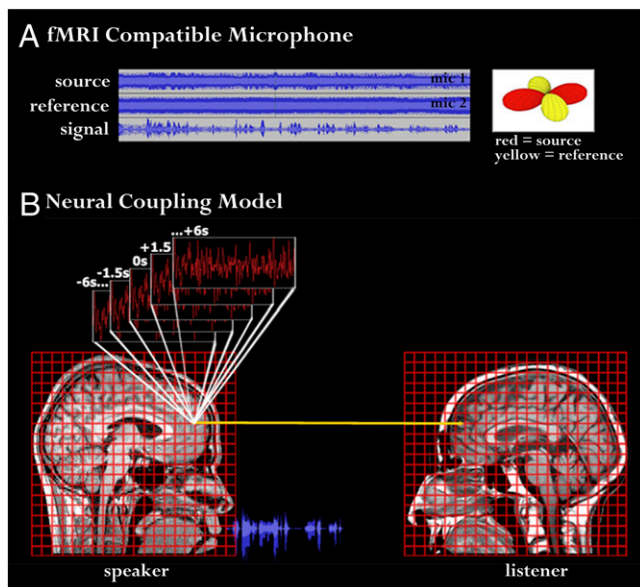 A fMRI Compatible Microphone
source
mic 1
reference
mic 2
signal
red = source
yellow = reference
B Neural Coupling Model
...+6s
+1.5
0s
-1.5s
-6s...
speaker
listener